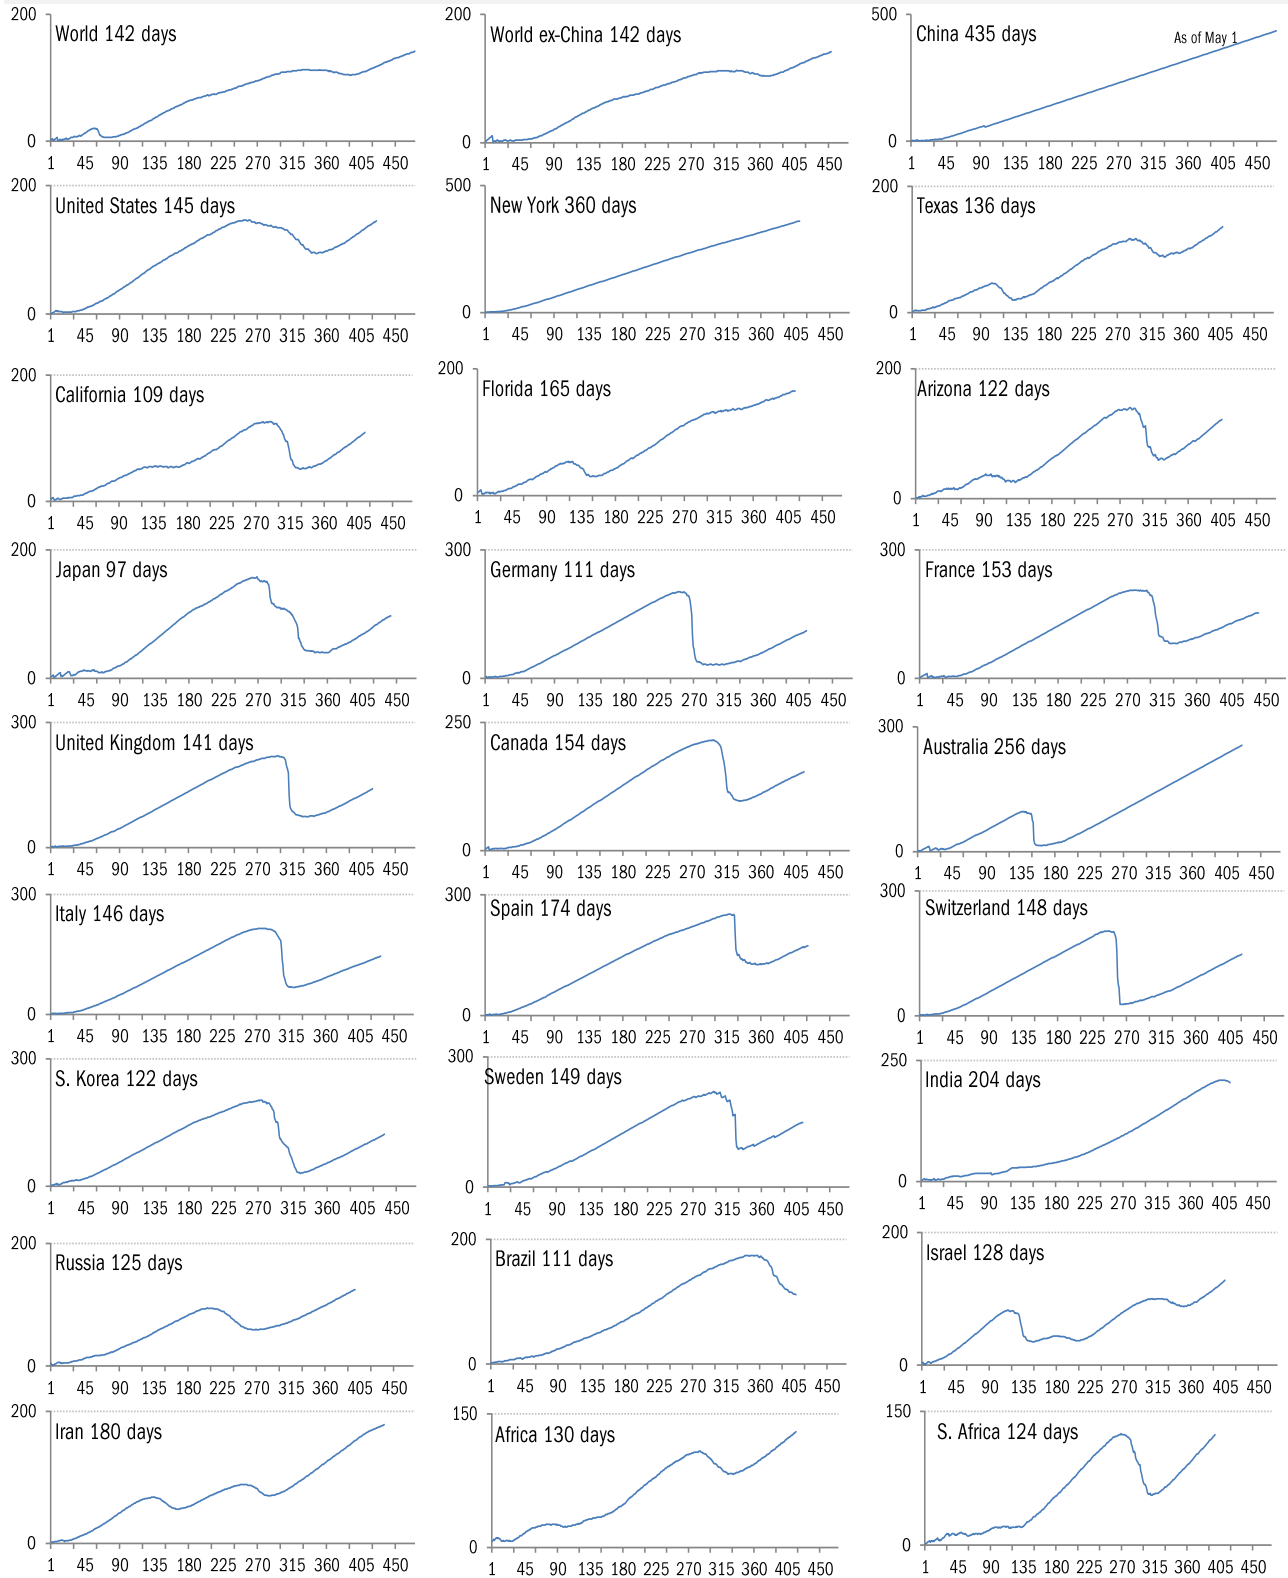 200
World 142 days
0
1 45 90 135 180 225 270 315 360 405 450
200
World ex-China 142 days
0
1 45 90 135 180 225 270 315 360 405 450
500
China 435 days
As of May 1
0
1 45 90 135 180 225 270 315 360 405 450
200
United States 145 days
0
1 45 90 135 180 225 270 315 360 405 450
500
New York 360 days
0
1 45 90 135 180 225 270 315 360 405 450
200
Texas 136 days
0
1 45 90 135 180 225 270 315 360 405 450
200
California 109 days
0
1 45 90 135 180 225 270 315 360 405 450
200
Florida 165 days
0
1 45 90 135 180 225 270 315 360 405 450
200
Arizona 122 days
0
1 45 90 135 180 225 270 315 360 405 450
200
Japan 97 days
0
1 45 90 135 180 225 270 315 360 405 450
300
Germany 111 days
0
1 45 90 135 180 225 270 315 360 405 450
300
France 153 days
0
1 45 90 135 180 225 270 315 360 405 450
300
United Kingdom 141 days
0
1 45 90 135 180 225 270 315 360 405 450
250
Canada 154 days
0
1 45 90 135 180 225 270 315 360 405 450
300
Australia 256 days
0
1 45 90 135 180 225 270 315 360 405 450
300
Italy 146 days
0
1 45 90 135 180 225 270 315 360 405 450
300
Spain 174 days
0
1 45 90 135 180 225 270 315 360 405 450
300
Switzerland 148 days
0
1 45 90 135 180 225 270 315 360 405 450
300
S. Korea 122 days
0
1 45 90 135 180 225 270 315 360 405 450
300
Sweden 149 days
0
1 45 90 135 180 225 270 315 360 405 450
250
India 204 days
0
1 45 90 135 180 225 270 315 360 405 450
200
Russia 125 days
0
1 45 90 135 180 225 270 315 360 405 450
200
Brazil 111 days
0
1 45 90 135 180 225 270 315 360 405 450
200
Israel 128 days
0
1 45 90 135 180 225 270 315 360 405 450
200
Iran 180 days
0
1 45 90 135 180 225 270 315 360 405 450
150
Africa 130 days
0
1 45 90 135 180 225 270 315 360 405 450
150
S. Africa 124 days
0
1 45 90 135 180 225 270 315 360 405 450